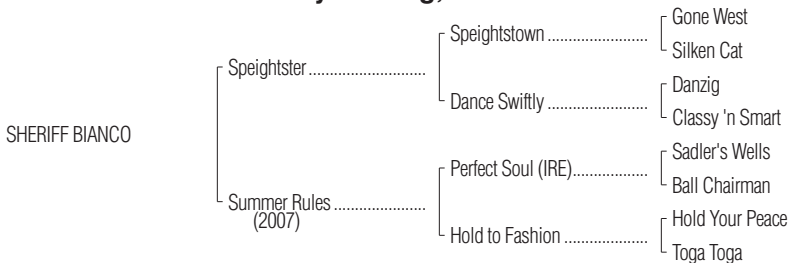 Gone West
Speightstown
Silken Cat
Speightster
Danzig
Dance Swiftly
Classy 'n Smart
SHERIFF BIANCO
Sadler's Wells
Perfect Soul (IRE)
Ball Chairman
Summer Rules
(2007)
Hold Your Peace
Hold to Fashion
Toga Toga